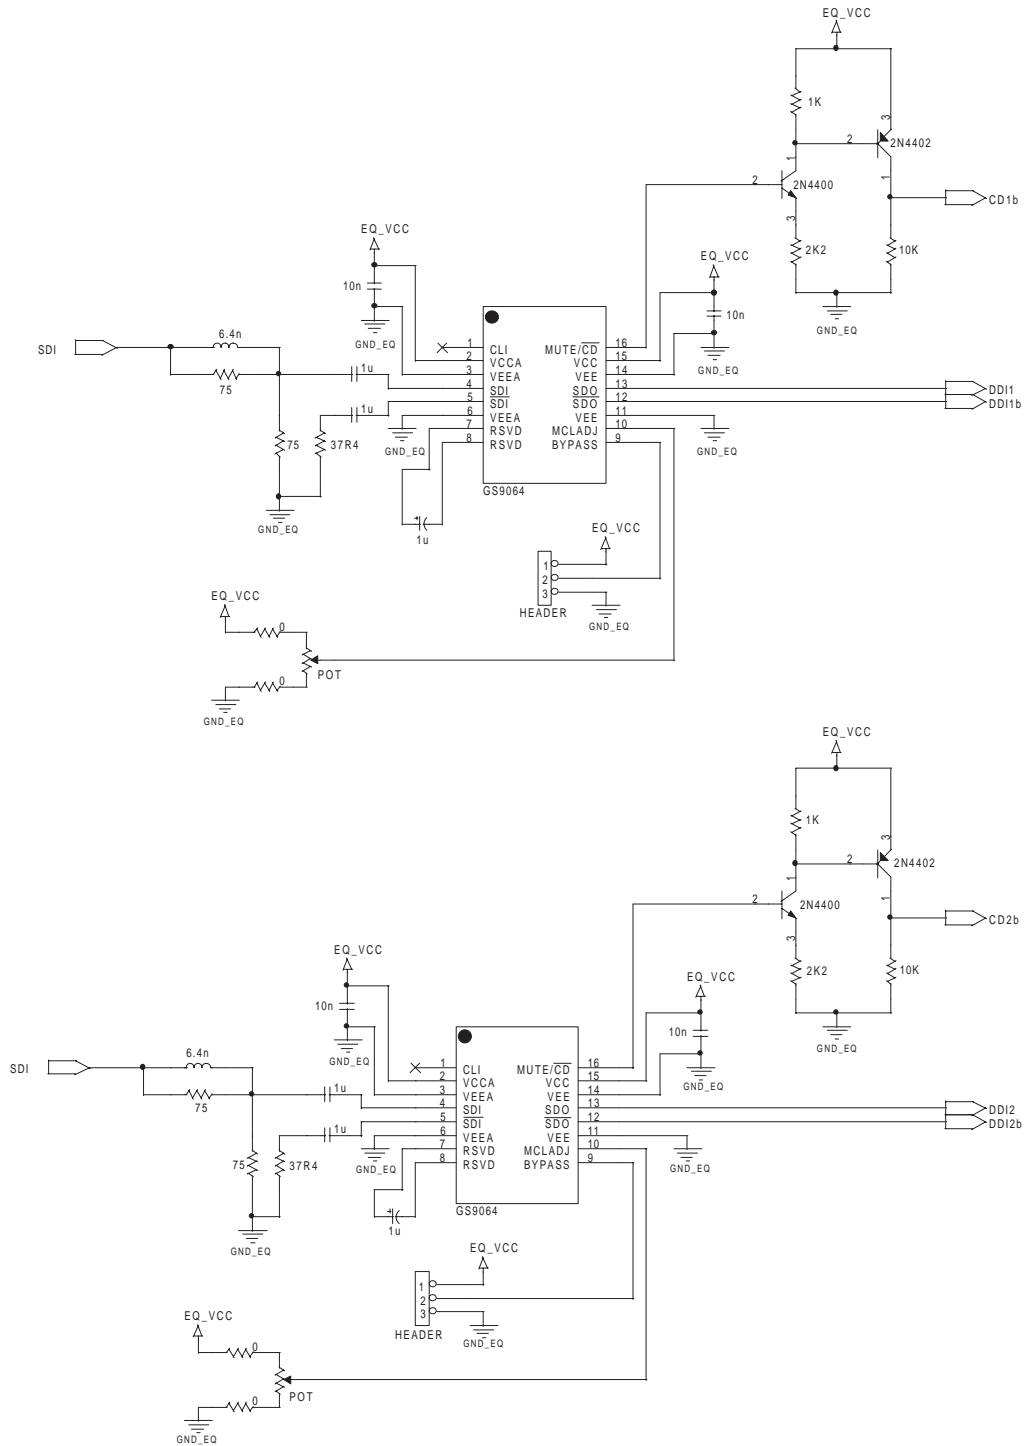 EQ_VCC
1K
3
2
2N4402
1
2
2N4400
1
CD1b
3
EQ_VCC
2K2
10K
EQ_VCC
10n
10n
GND_EQ
6.4n
GND_EQ
1 CLI MUTE/CD 16
GND_EQ
SDI
2 VCCA VCC 15
1u
3 VEEA VEE 14
75
4 SDI SDO 13
DDI1
1u
5 SDI SDO 12
DDI1b
6 VEEA VEE 11
7 RSVD MCLADJ 10
75
37R4
8 RSVD BYPASS 9
GND_EQ
GND_EQ
GS9064
GND_EQ
1u
EQ_VCC
1
2
3
HEADER
GND_EQ
EQ_VCC
0
POT
0
GND_EQ
EQ_VCC
1K
3
2
2N4402
1
2
2N4400
1
CD2b
3
EQ_VCC
2K2
10K
EQ_VCC
10n
10n
GND_EQ
6.4n
GND_EQ
1 CLI MUTE/CD 16
GND_EQ
SDI
2 VCCA VCC 15
1u
3 VEEA VEE 14
75
4 SDI SDO 13
DDI2
1u
5 SDI SDO 12
DDI2b
6 VEEA VEE 11
7 RSVD MCLADJ 10
75
37R4
8 RSVD BYPASS 9
GND_EQ
GND_EQ
GS9064
GND_EQ
1u
EQ_VCC
1
2
3
HEADER
GND_EQ
EQ_VCC
0
POT
0
GND_EQ